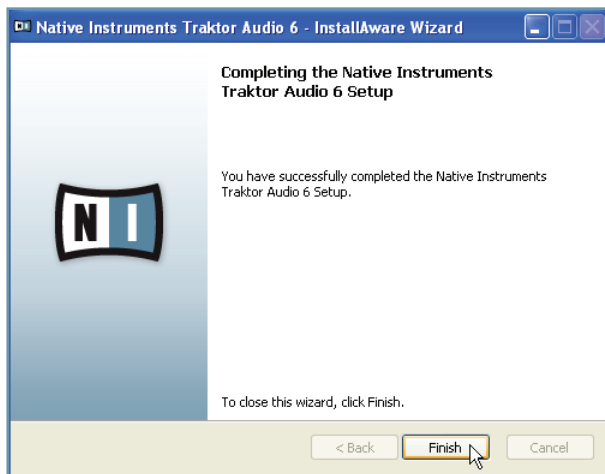 Native Instruments Traktor Audio 6 - InstallAware Wizard
Completing the Native Instruments
Traktor Audio 6 Setup
You have successfully completed the Native Instruments
Traktor Audio 6 Setup.
NI
To close this wizard, click Finish.
< Back Finish Cancel